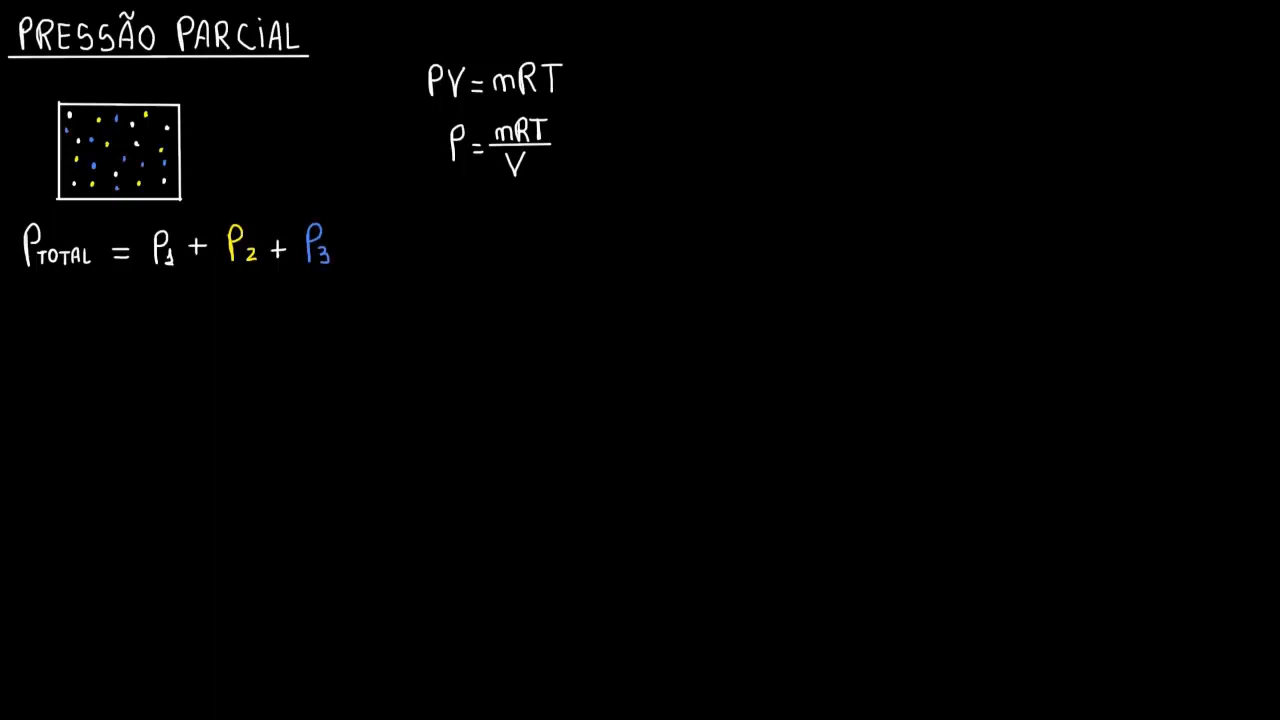 PRESSÃO PARCIAL
PV = nRT
P = nRT
V
PTOTAL = P1 + P2 + P3